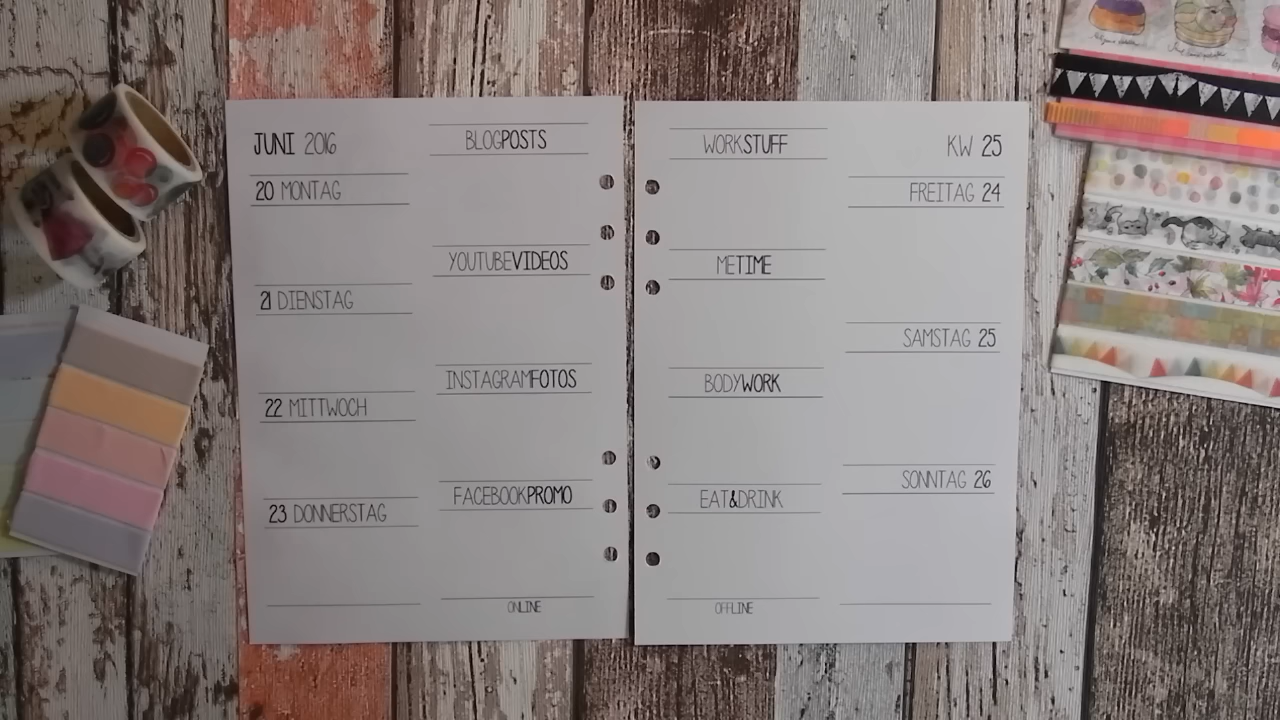 JUNI 2016
20 MONTAG
21 DIENSTAG
22 MITTWOCH
23 DONNERSTAG
BLOGPOSTS
YOUTUBEVIDEOS
INSTAGRAMFOTOS
FACEBOOKPROMO
ONLINE
WORKSTUFF
METIME
BODYWORK
EAT&DRINK
OFFLINE
KW 25
FREITAG 24
SAMSTAG 25
SONNTAG 26